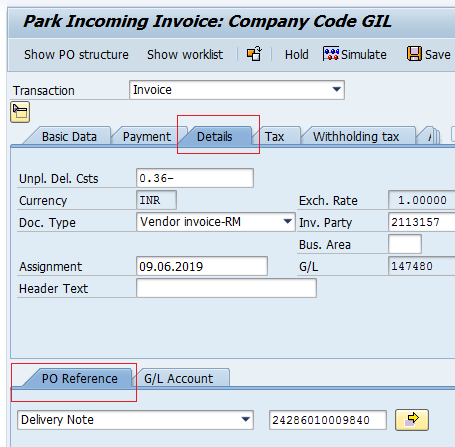 Park Incoming Invoice: Company Code GIL
Show PO structure Show worklist Hold Simulate Save
Transaction Invoice
Basic Data Payment Details Tax Withholding tax
Unpl. Del. Csts 0.36-
Currency INR Exch. Rate 1.00000
Doc. Type Vendor invoice-RM Inv. Party 2113157
Bus. Area
Assignment 09.06.2019 G/L 147480
Header Text
PO Reference G/L Account
Delivery Note 24286010009840